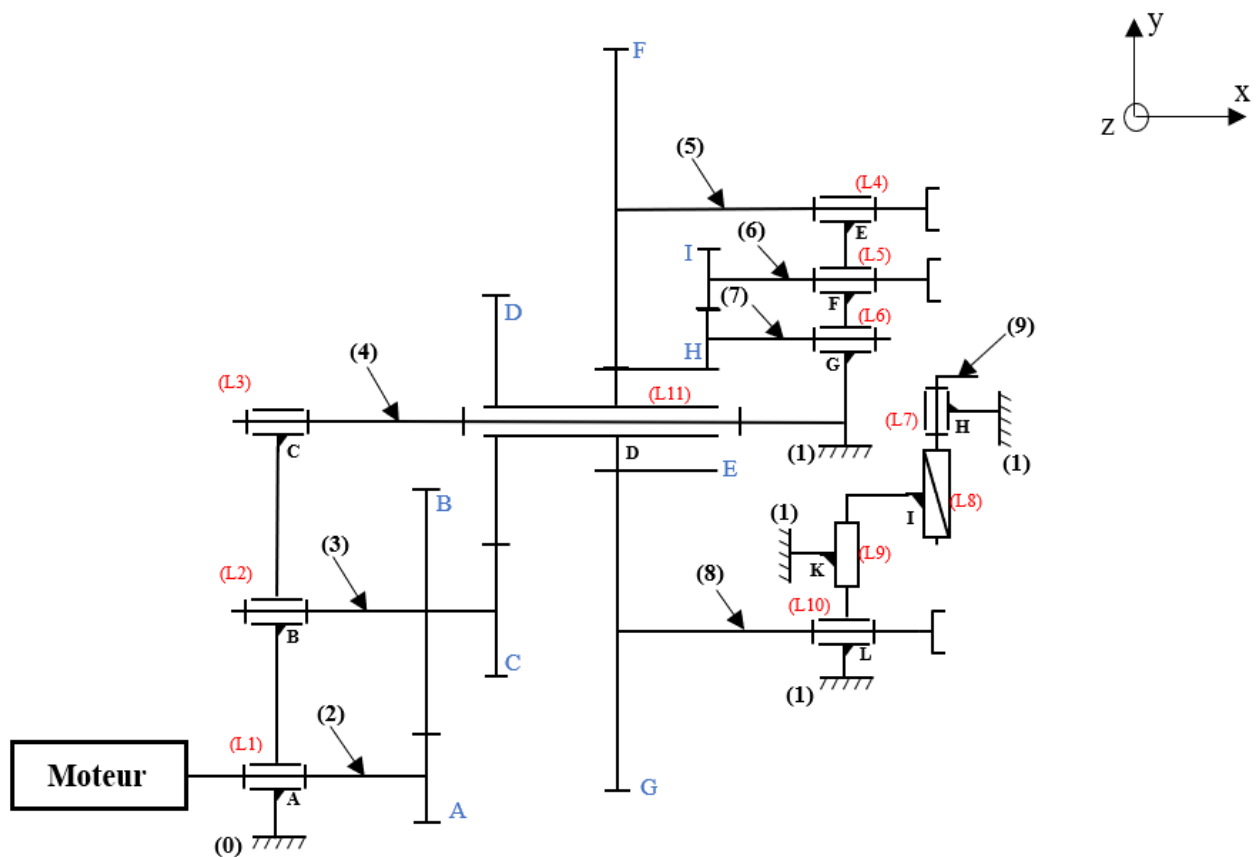 y
x
z
F
(5)
(L4)
E
(6)
(L5)
I
F
(7)
(L6)
H
G
(9)
D
(4)
(L3)
C
(L11)
(L7)
H
(1)
(1)
D
E
B
(L8)
I
(1)
(L9)
K
(3)
(L2)
B
(8)
(L10)
L
C
(1)
(2)
(L1)
Moteur
A
G
A
(0)